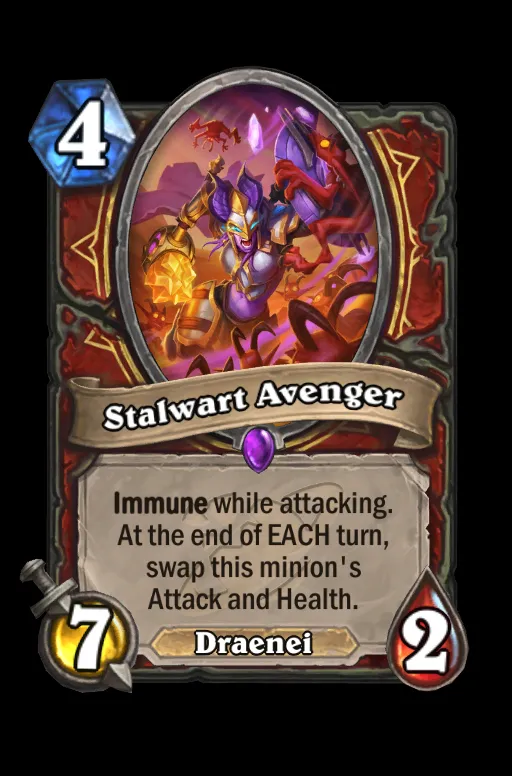 4
Stalwart Avenger
Immune while attacking.
At the end of EACH turn,
swap this minion's
Attack and Health.
7
Draenei
2